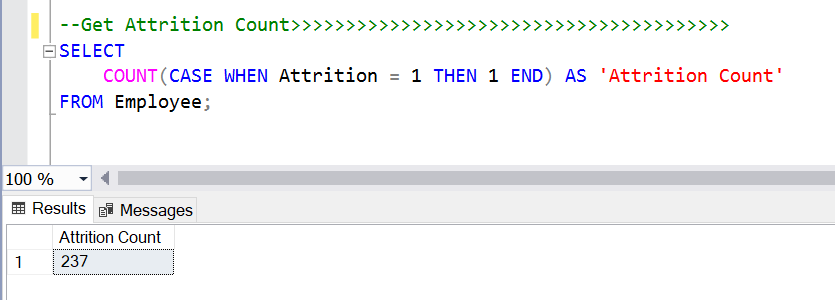 --Get Attrition Count>>>>>>>>>>>>>>>>>>>>>>>>>>>>>>>>>>>>>>>>
SELECT
    COUNT(CASE WHEN Attrition = 1 THEN 1 END) AS 'Attrition Count'
FROM Employee;
100 %
Results Messages
Attrition Count
1 237